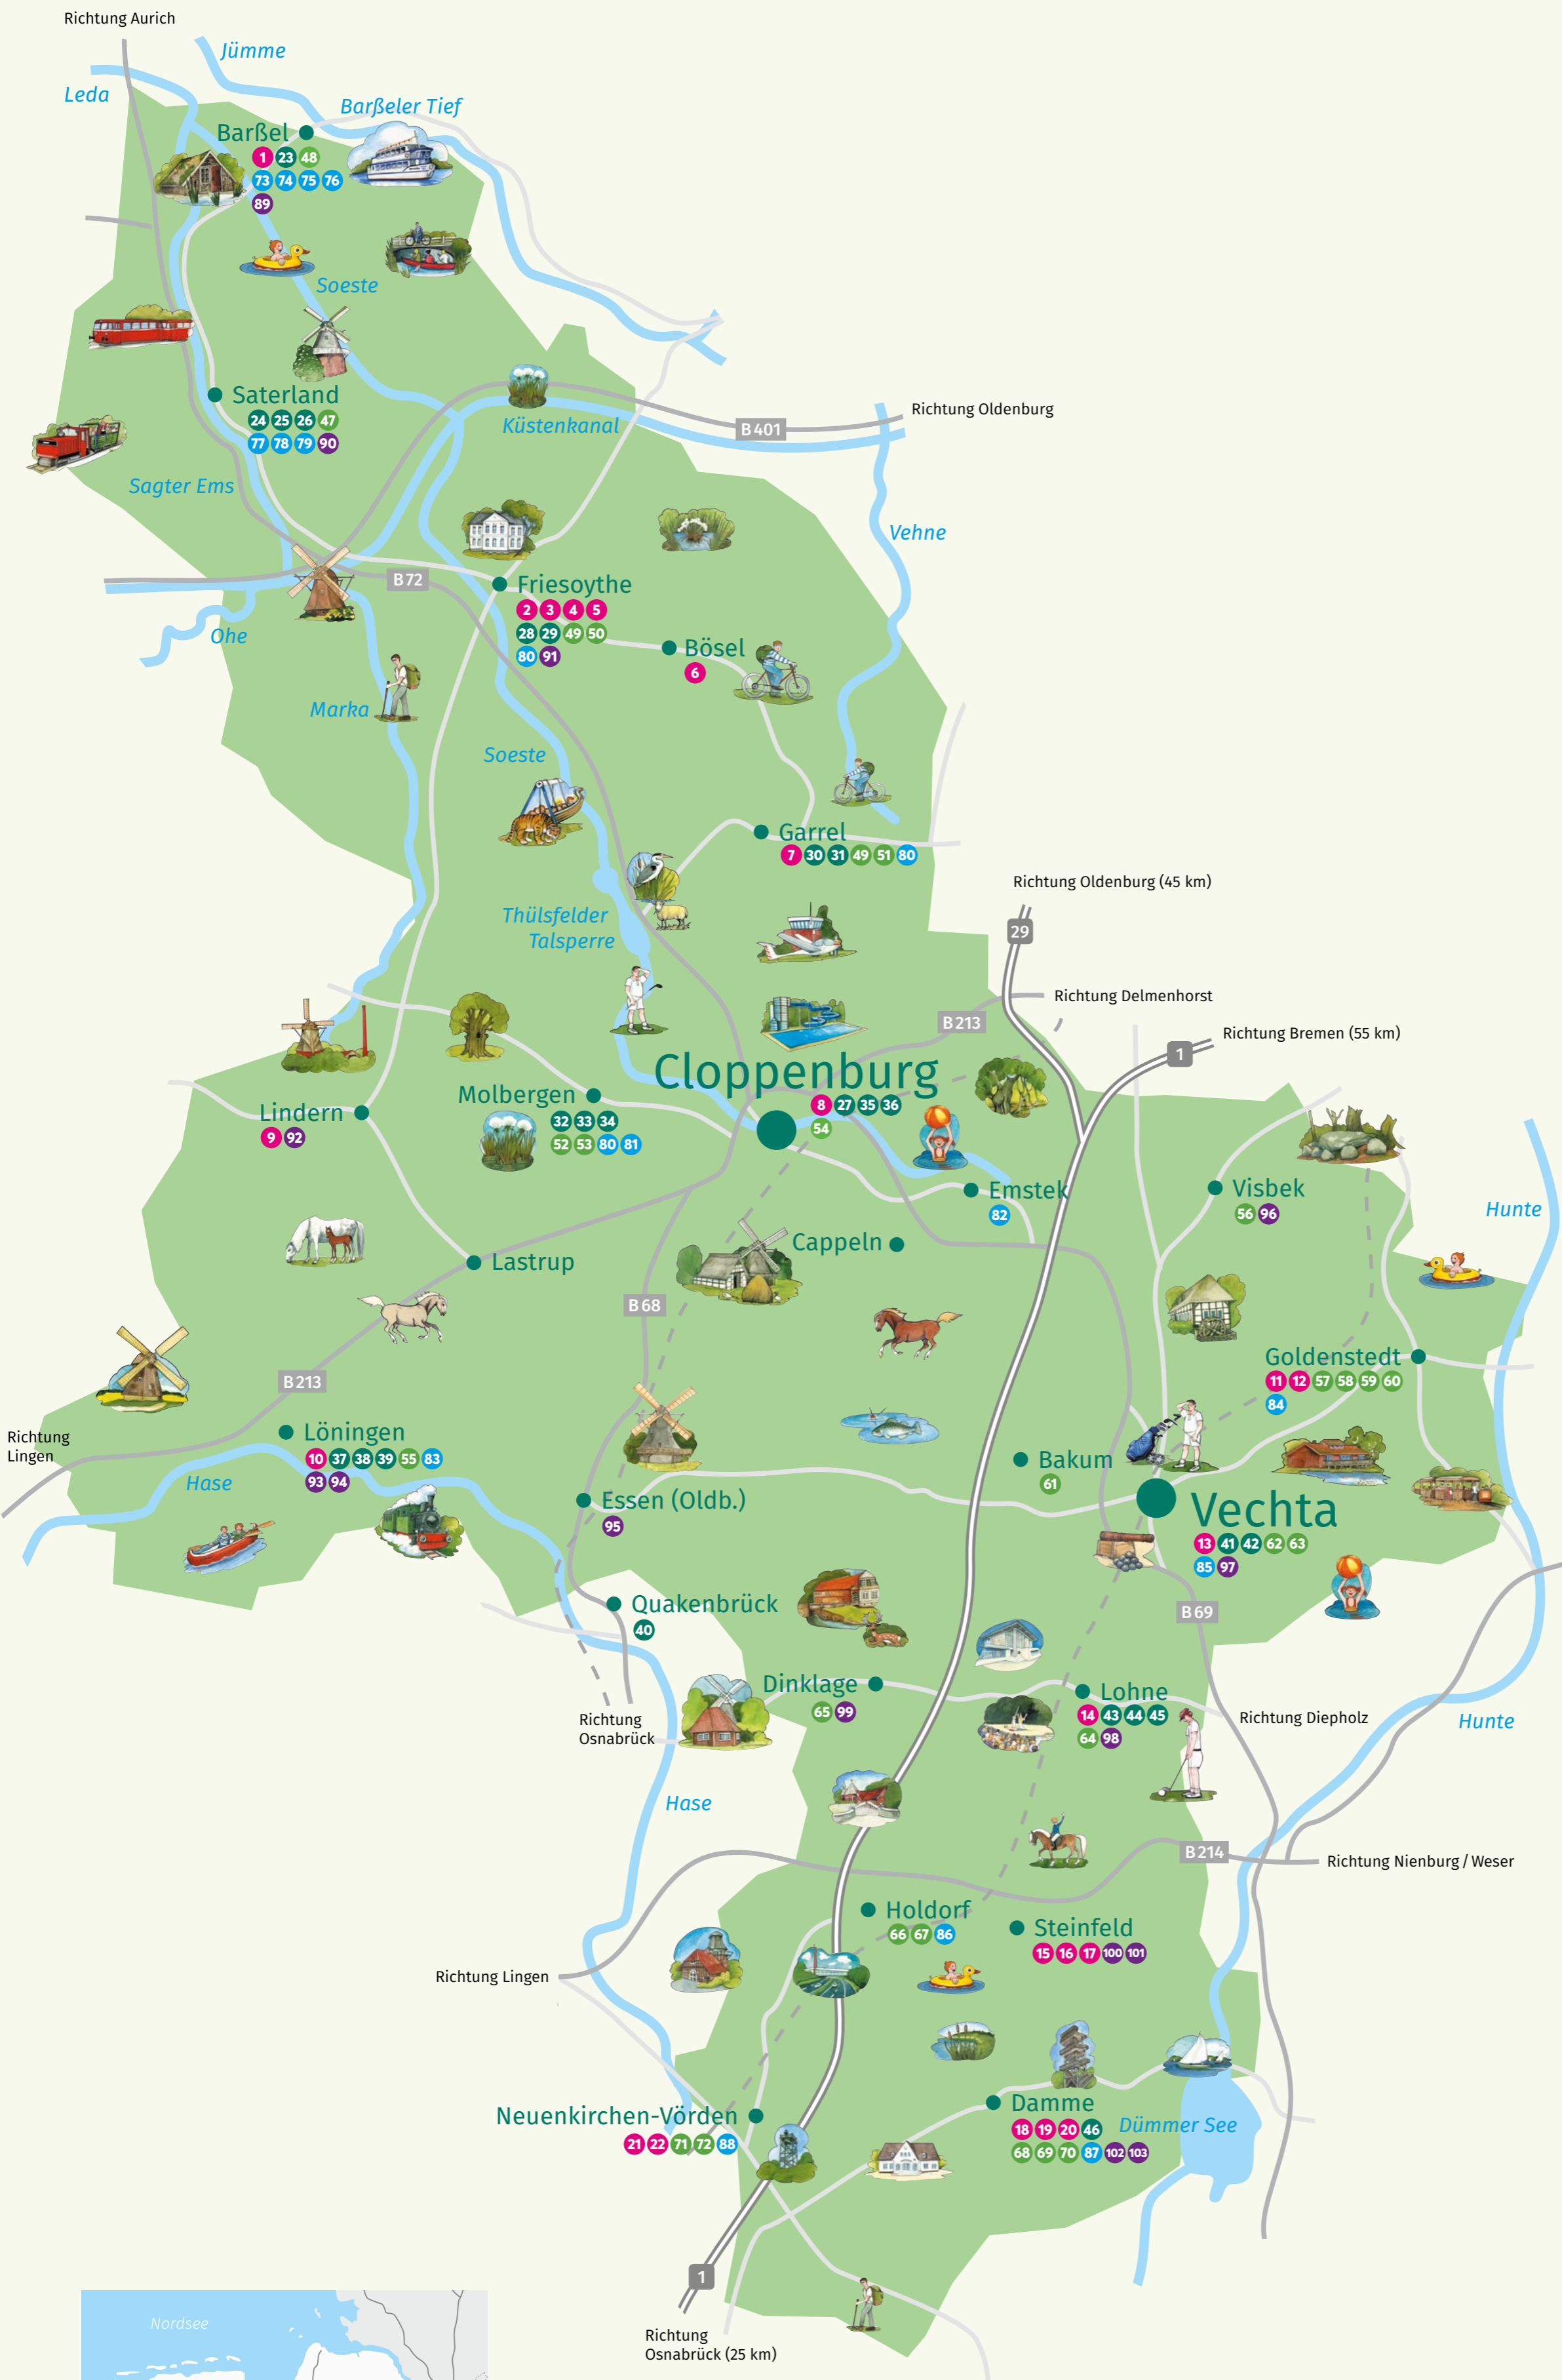 Richtung Aurich
Jümme
Leda
Barßeler Tief
Barßel
1 23 48
73 74 75 76
89
Soeste
Saterland
24 25 26 47
77 78 79 90
Küstenkanal
B 401
Richtung Oldenburg
Sagter Ems
Vehne
B 72
Friesoythe
2 3 4 5
28 29 49 50
80 91
Ohe
Bösel
6
Marka
Soeste
Garrel
7 30 31 49 51 80
Richtung Oldenburg (45 km)
29
Thülsfelder
Talsperre
Richtung Delmenhorst
B 213
Richtung Bremen (55 km)
1
Cloppenburg
8 27 35 36
54
Molbergen
32 33 34
52 53 80 81
Lindern
9 92
Emstek
82
Visbek
56 96
Hunte
Cappeln
Lastrup
B 68
Goldenstedt
11 12 57 58 59 60
84
B 213
Richtung
Lingen
Löningen
10 37 38 39 55 83
93 94
Hase
Bakum
61
Essen (Oldb.)
95
Vechta
13 41 42 62 63
85 97
Quakenbrück
40
B 69
Dinklage
65 99
Lohne
14 43 44 45
64 98
Richtung
Osnabrück
Richtung Diepholz
Hunte
Hase
B 214
Richtung Nienburg / Weser
Holdorf
66 67 86
Steinfeld
15 16 17 100 101
Richtung Lingen
Neuenkirchen-Vörden
21 22 71 72 88
Damme
18 19 20 46
68 69 70 87 102 103
Dümmer See
1
Nordsee
Richtung
Osnabrück (25 km)